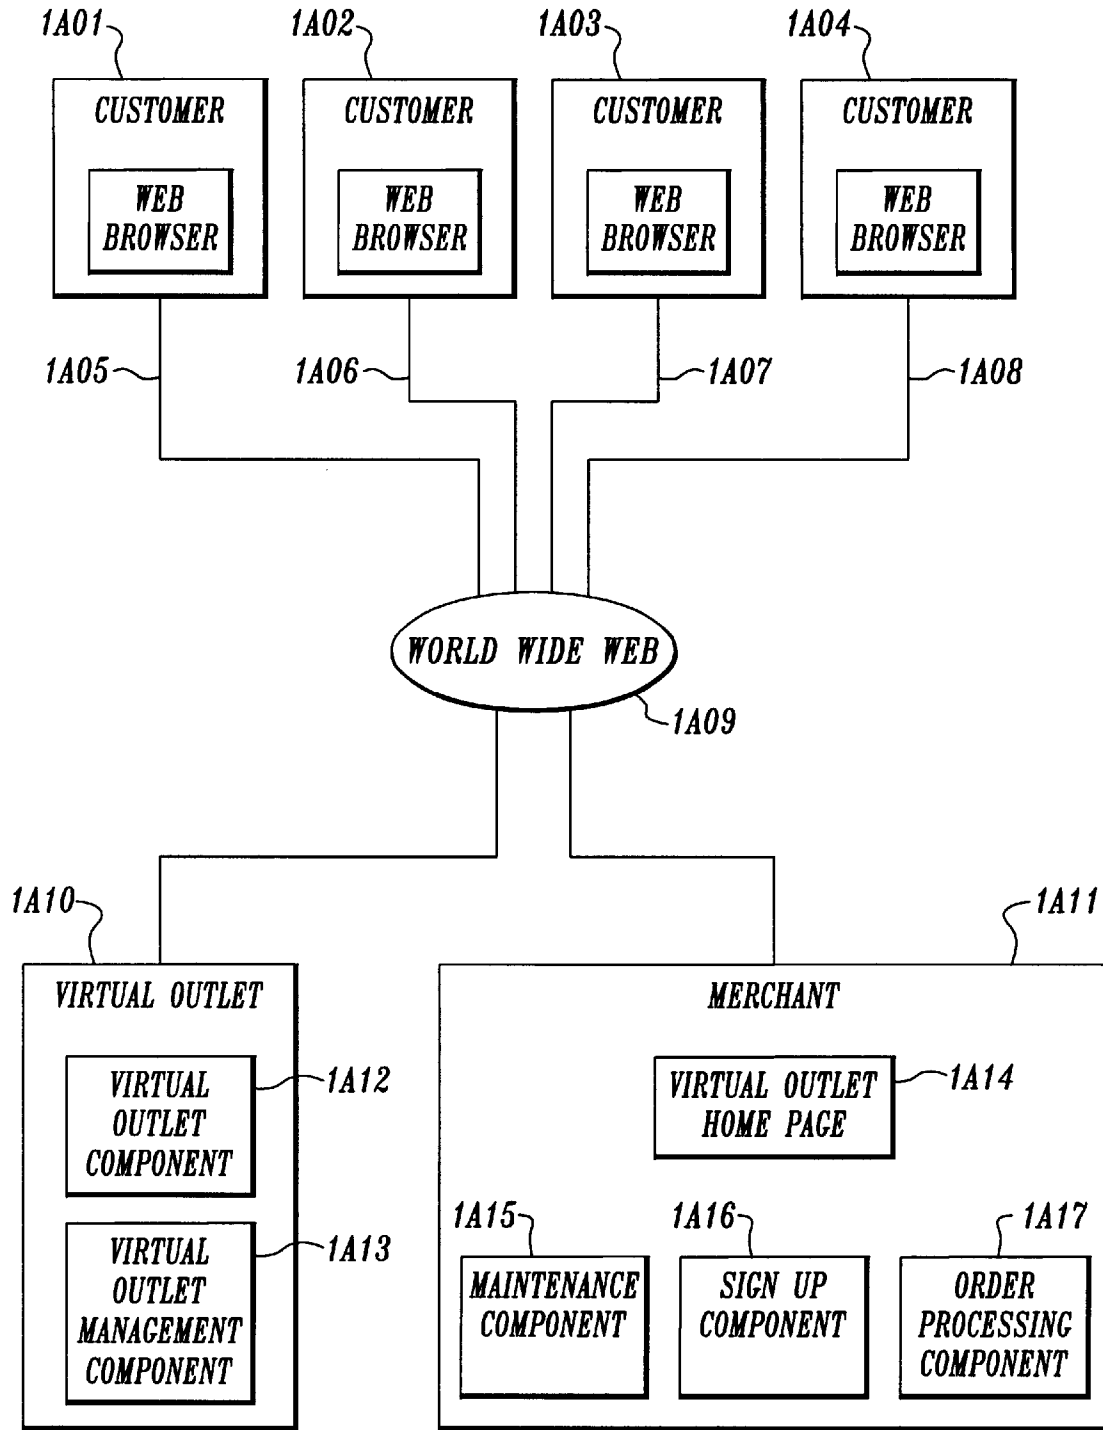 1A01
1A02
1A03
1A04
CUSTOMER
CUSTOMER
CUSTOMER
CUSTOMER
WEB
BROWSER
WEB
BROWSER
WEB
BROWSER
WEB
BROWSER
1A05
1A06
1A07
1A08
WORLD WIDE WEB
1A09
1A10
1A11
VIRTUAL OUTLET
VIRTUAL
OUTLET
COMPONENT
1A12
VIRTUAL
OUTLET
MANAGEMENT
COMPONENT
1A13
MERCHANT
VIRTUAL OUTLET
HOME PAGE
1A14
1A15
1A16
1A17
MAINTENANCE
COMPONENT
SIGN UP
COMPONENT
ORDER
PROCESSING
COMPONENT